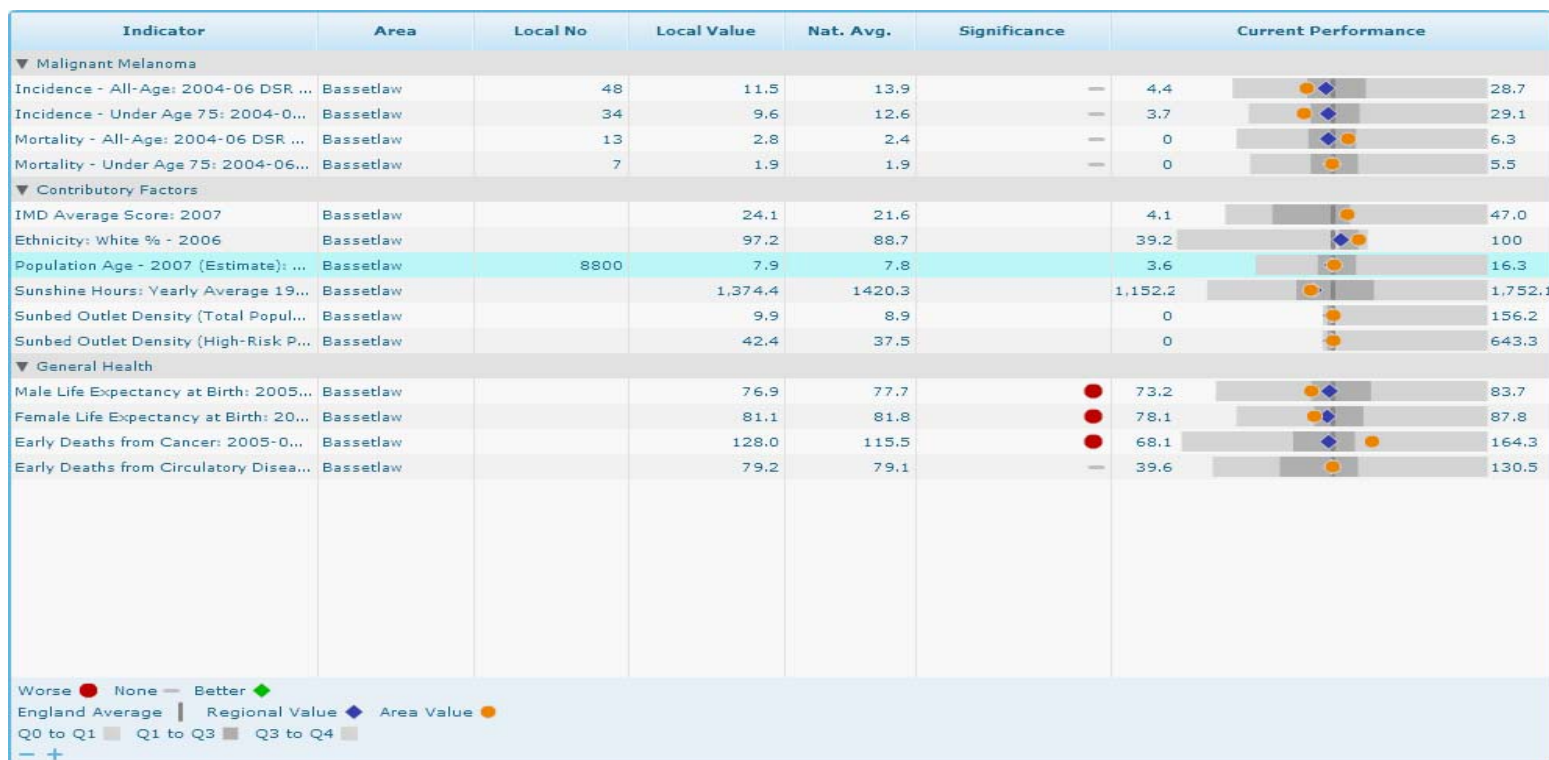 Indicator Area Local No Local Value Nat. Avg. Significance Current Performance
▼ Malignant Melanoma
Incidence - All-Age: 2004-06 DSR ... Bassetlaw 48 11.5 13.9 4.4 28.7
Incidence - Under Age 75: 2004-0... Bassetlaw 34 9.6 12.6 3.7 29.1
Mortality - All-Age: 2004-06 DSR ... Bassetlaw 13 2.8 2.4 0 6.3
Mortality - Under Age 75: 2004-06... Bassetlaw 7 1.9 1.9 0 5.5
▼ Contributory Factors
IMD Average Score: 2007 Bassetlaw 24.1 21.6 4.1 47.0
Ethnicity: White % - 2006 Bassetlaw 97.2 88.7 39.2 100
Population Age - 2007 (Estimate): ... Bassetlaw 8800 7.9 7.8 3.6 16.3
Sunshine Hours: Yearly Average 19... Bassetlaw 1,374.4 1420.3 1,152.2 1,752.1
Sunbed Outlet Density (Total Popul... Bassetlaw 9.9 8.9 0 156.2
Sunbed Outlet Density (High-Risk P... Bassetlaw 42.4 37.5 0 643.3
▼ General Health
Male Life Expectancy at Birth: 2005... Bassetlaw 76.9 77.7 73.2 83.7
Female Life Expectancy at Birth: 20... Bassetlaw 81.1 81.8 78.1 87.8
Early Deaths from Cancer: 2005-0... Bassetlaw 128.0 115.5 68.1 164.3
Early Deaths from Circulatory Disea... Bassetlaw 79.2 79.1 39.6 130.5
Worse None Better
England Average Regional Value Area Value
Q0 to Q1 Q1 to Q3 Q3 to Q4
− +